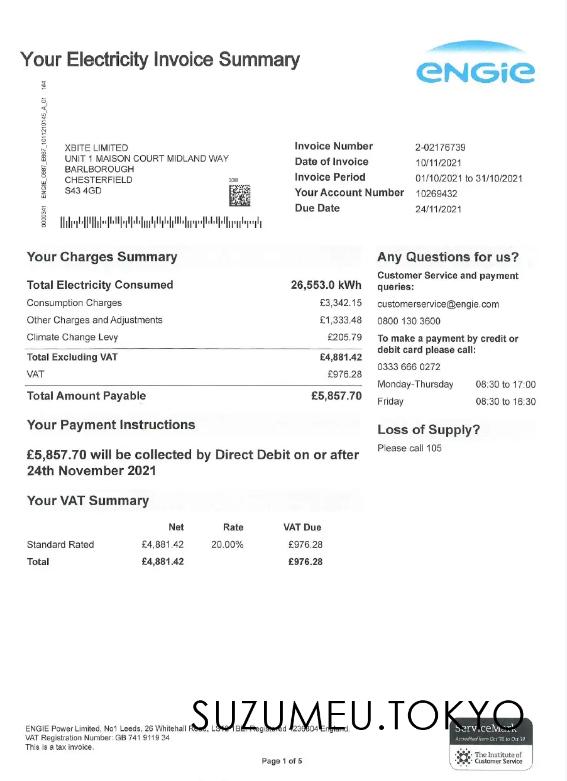 Your Electricity Invoice Summary
ENGIE
XBITE LIMITED
UNIT 1 MAISON COURT MIDLAND WAY
BARLBOROUGH
CHESTERFIELD
S43 4GD
Invoice Number 2-02176739
Date of Invoice 10/11/2021
Invoice Period 01/10/2021 to 31/10/2021
Your Account Number 10269432
Due Date 24/11/2021
Your Charges Summary
Total Electricity Consumed 26,553.0 kWh
Consumption Charges £3,342.15
Other Charges and Adjustments £1,333.48
Climate Change Levy £205.79
Total Excluding VAT £4,881.42
VAT £976.28
Total Amount Payable £5,857.70
Any Questions for us?
Customer Service and payment
queries:
customerservice@engie.com
0800 130 3600
To make a payment by credit or
debit card please call:
0333 666 0272
Monday-Thursday 08:30 to 17:00
Friday 08:30 to 16:30
Loss of Supply?
Please call 105
Your Payment Instructions
£5,857.70 will be collected by Direct Debit on or after
24th November 2021
Your VAT Summary
Net Rate VAT Due
Standard Rated £4,881.42 20.00% £976.28
Total £4,881.42 £976.28
SUZUMEU.TOKYO
ENGIE Power Limited, No1 Leeds, 26 Whitehall England.
VAT Registration Number: GB 741 9119 34
This is a tax invoice.
Page 1 of 5
ServiceMark
The Institute of
Customer Service